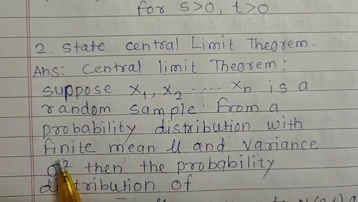 for s>0, t>0
2. State central Limit Theorem.
Ans: Central limit Theorem:
Suppose x₁, x₂ ---- xn is a
random sample from a
probability distribution with
finite mean μ and variance
σ² then the probability
distribution of